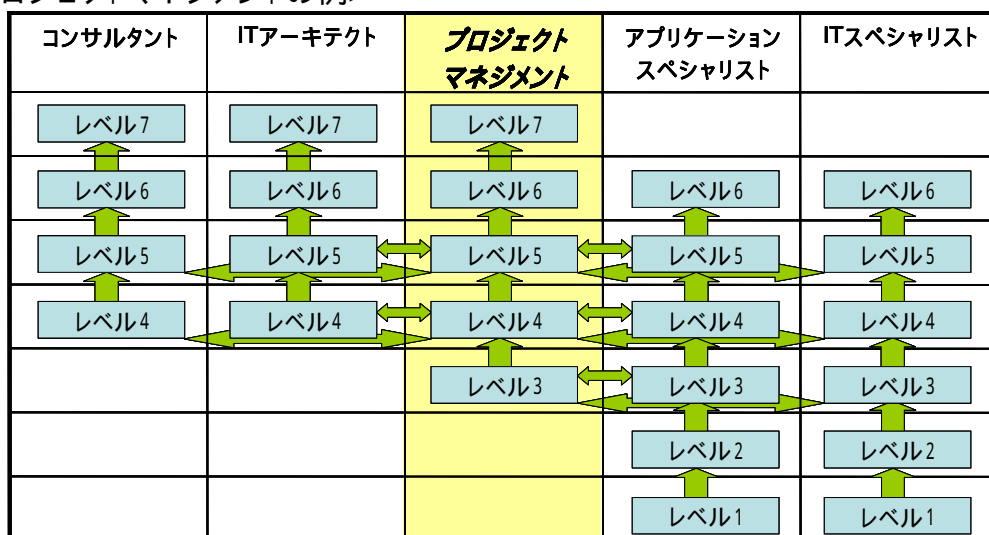 コンサルタント
ITアーキテクト
プロジェクト
マネジメント
アプリケーション
スペシャリスト
ITスペシャリスト
レベル7
レベル7
レベル7
レベル6
レベル6
レベル6
レベル6
レベル6
レベル5
レベル5
レベル5
レベル5
レベル5
レベル4
レベル4
レベル4
レベル4
レベル4
レベル3
レベル3
レベル3
レベル2
レベル2
レベル1
レベル1